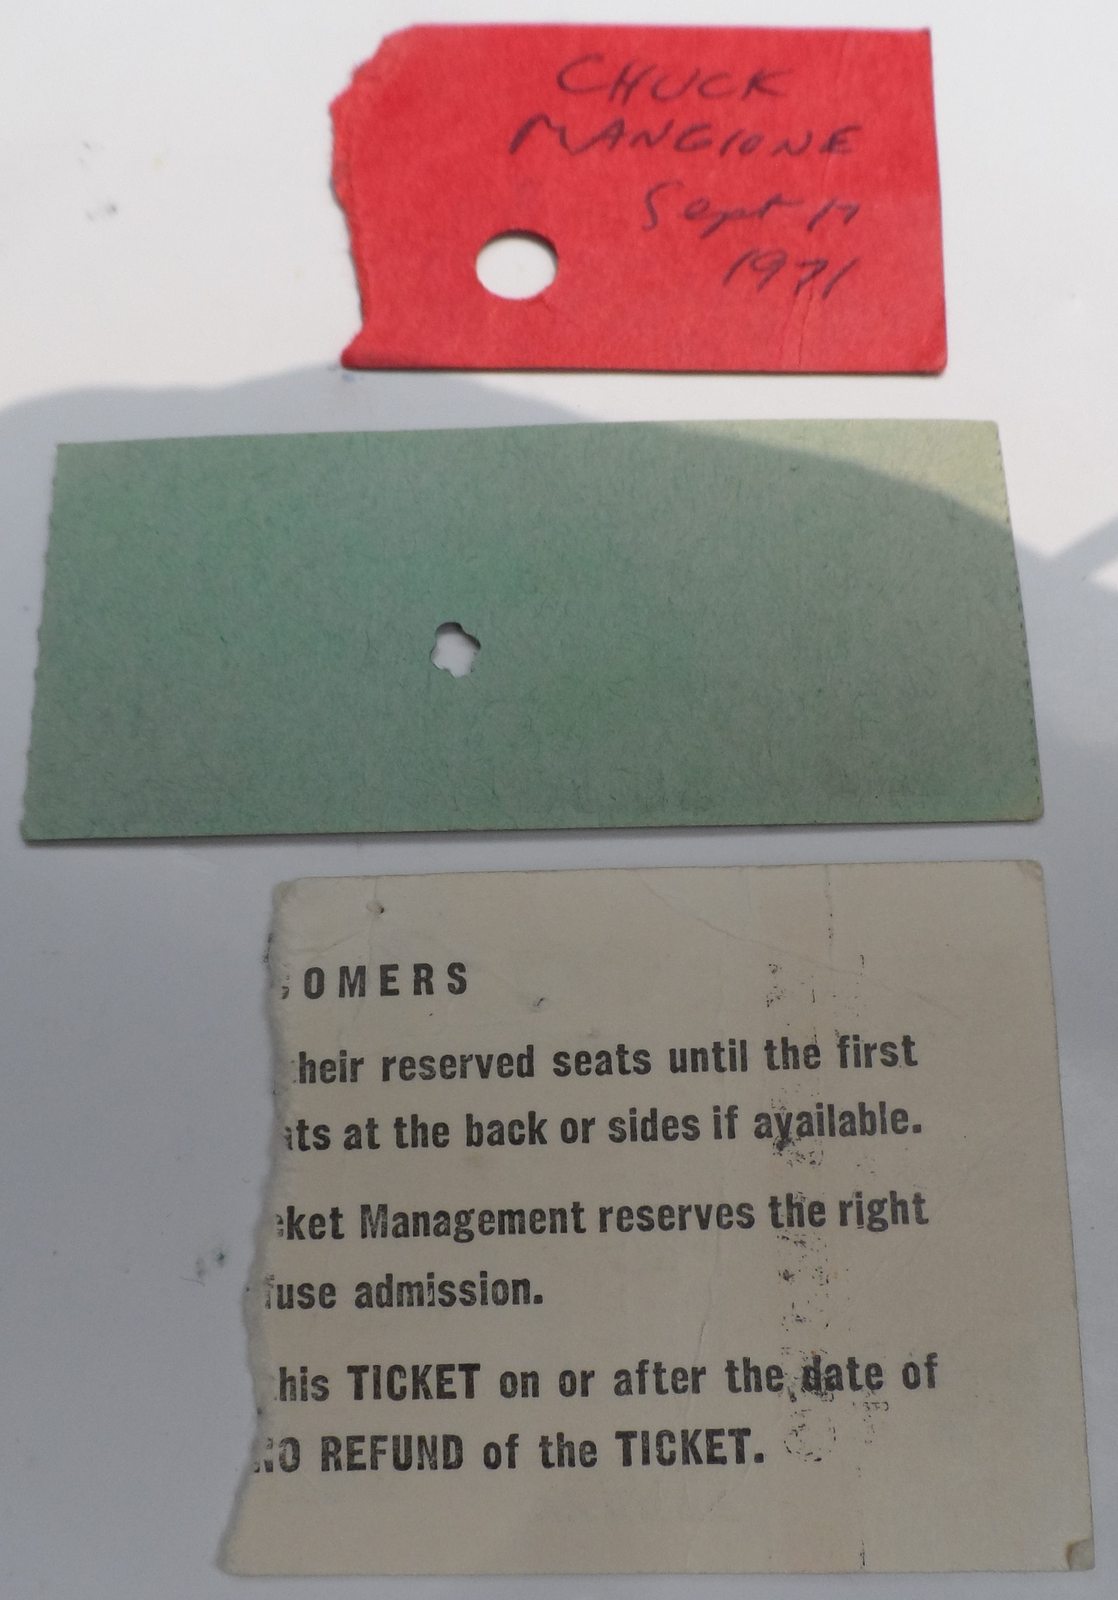 CHUCK
MANGIONE
Sept 17
1971
COMERS
heir reserved seats until the first
ats at the back or sides if available.
ket Management reserves the right
fuse admission.
his TICKET on or after the date of
NO REFUND of the TICKET.